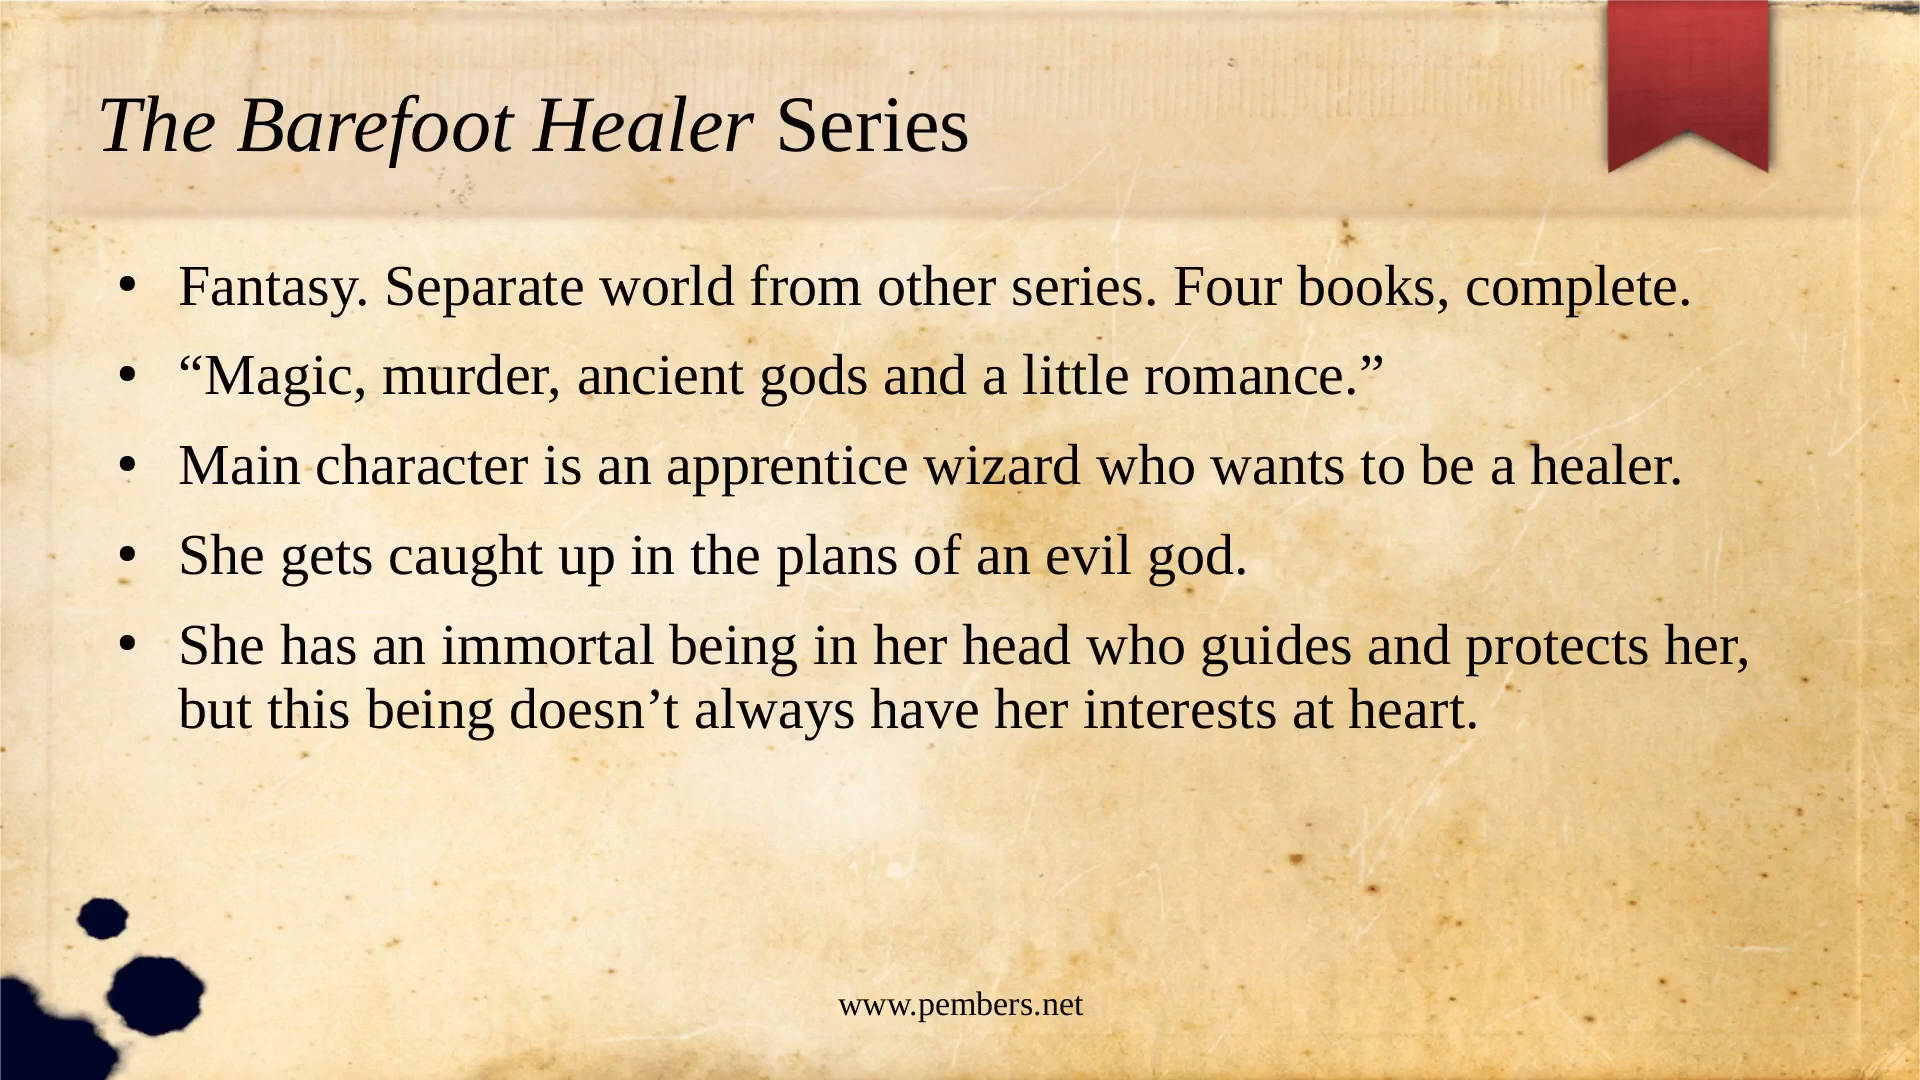 The Barefoot Healer Series
• Fantasy. Separate world from other series. Four books, complete.
• “Magic, murder, ancient gods and a little romance.”
• Main character is an apprentice wizard who wants to be a healer.
• She gets caught up in the plans of an evil god.
• She has an immortal being in her head who guides and protects her,
but this being doesn’t always have her interests at heart.
www.pembers.net